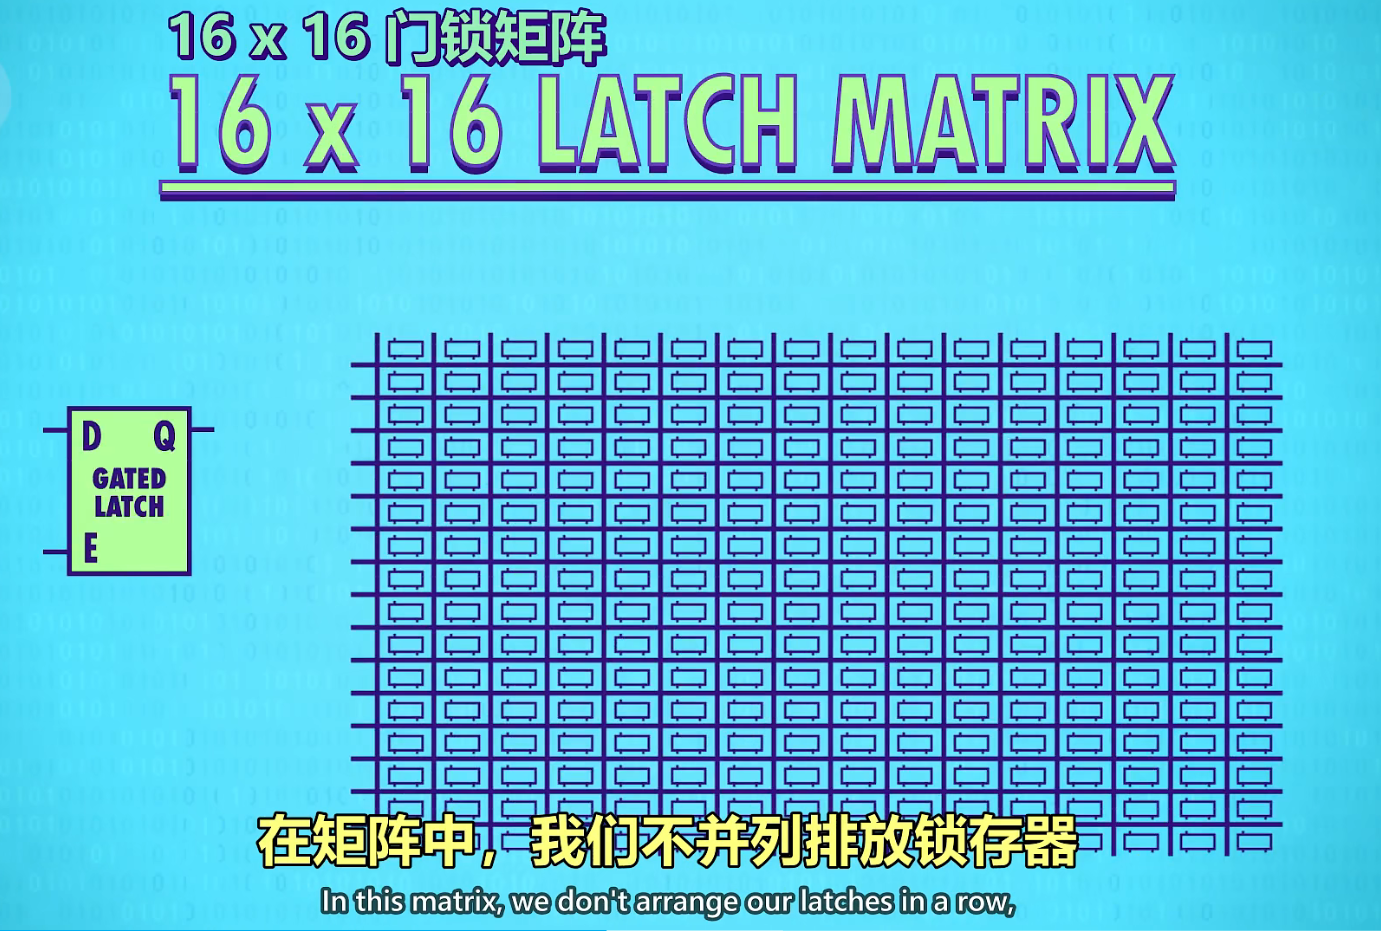 16 x 16 门锁矩阵
16 x 16 LATCH MATRIX
D Q
GATED
LATCH
E
在矩阵中，我们不并列排放锁存器
In this matrix, we don't arrange our latches in a row,